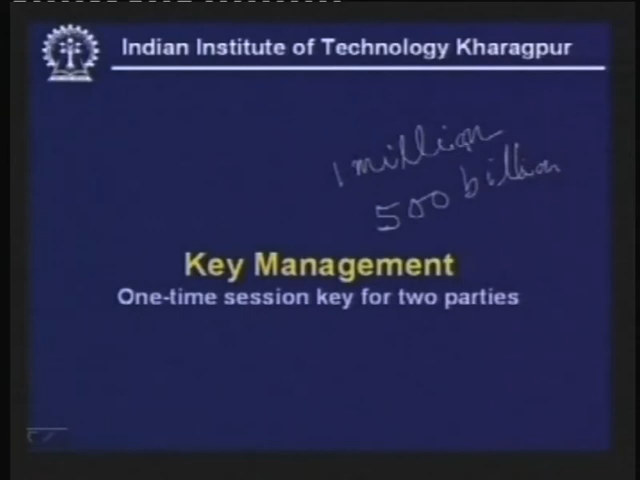 Indian Institute of Technology Kharagpur
1 million
500 billion
Key Management
One-time session key for two parties